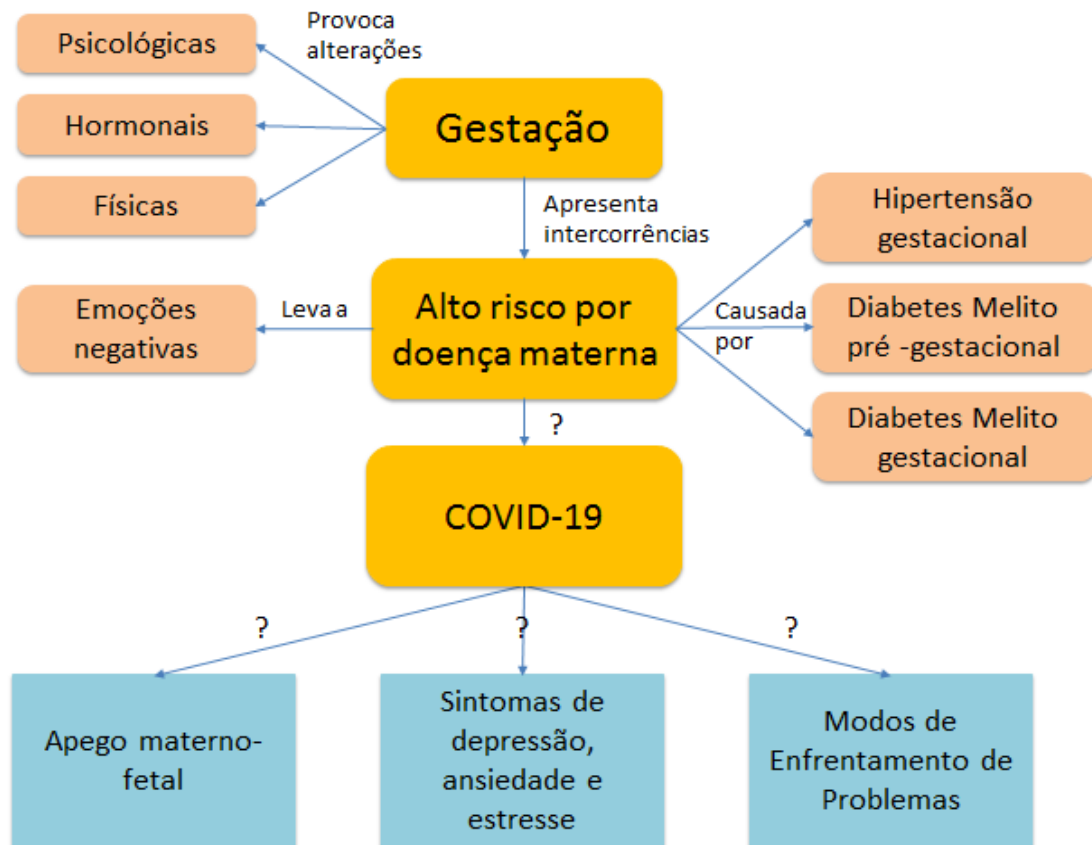 Psicológicas
Provoca
alterações
Hormonais
Gestação
Físicas
Apresenta
intercorrências
Hipertensão
gestacional
Emoções
negativas
Leva a
Alto risco por
doença materna
Causada
por
Diabetes Melito
pré -gestacional
Diabetes Melito
gestacional
?
COVID-19
?
?
?
Apego materno-
fetal
Sintomas de
depressão,
ansiedade e
estresse
Modos de
Enfrentamento de
Problemas